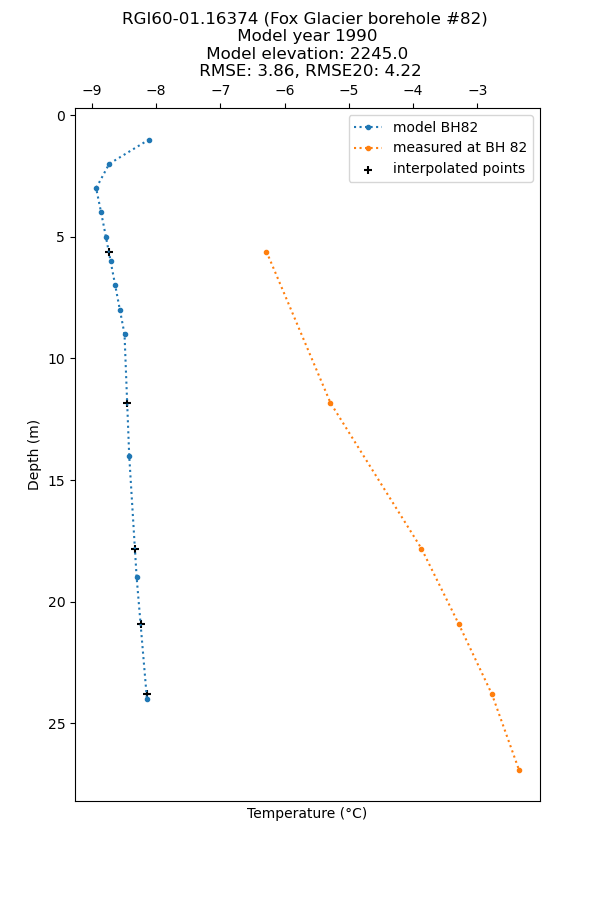 RGI60-01.16374 (Fox Glacier borehole #82)
Model year 1990
Model elevation: 2245.0
RMSE: 3.86, RMSE20: 4.22
−9 −8 −7 −6 −5 −4 −3
model BH82
measured at BH 82
interpolated points
0
5
10
15
20
25
Depth (m)
Temperature (°C)